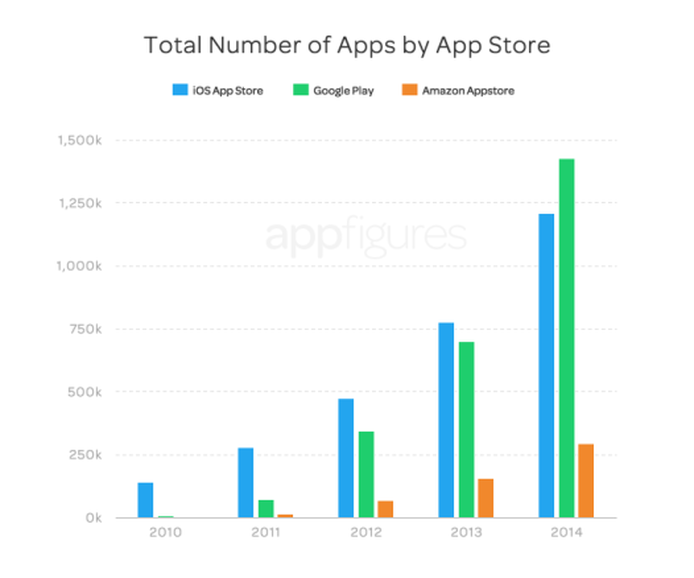 Total Number of Apps by App Store
iOS App Store Google Play Amazon Appstore
1,500k
1,250k
appfigures
1,000k
750k
500k
250k
0k
2010 2011 2012 2013 2014